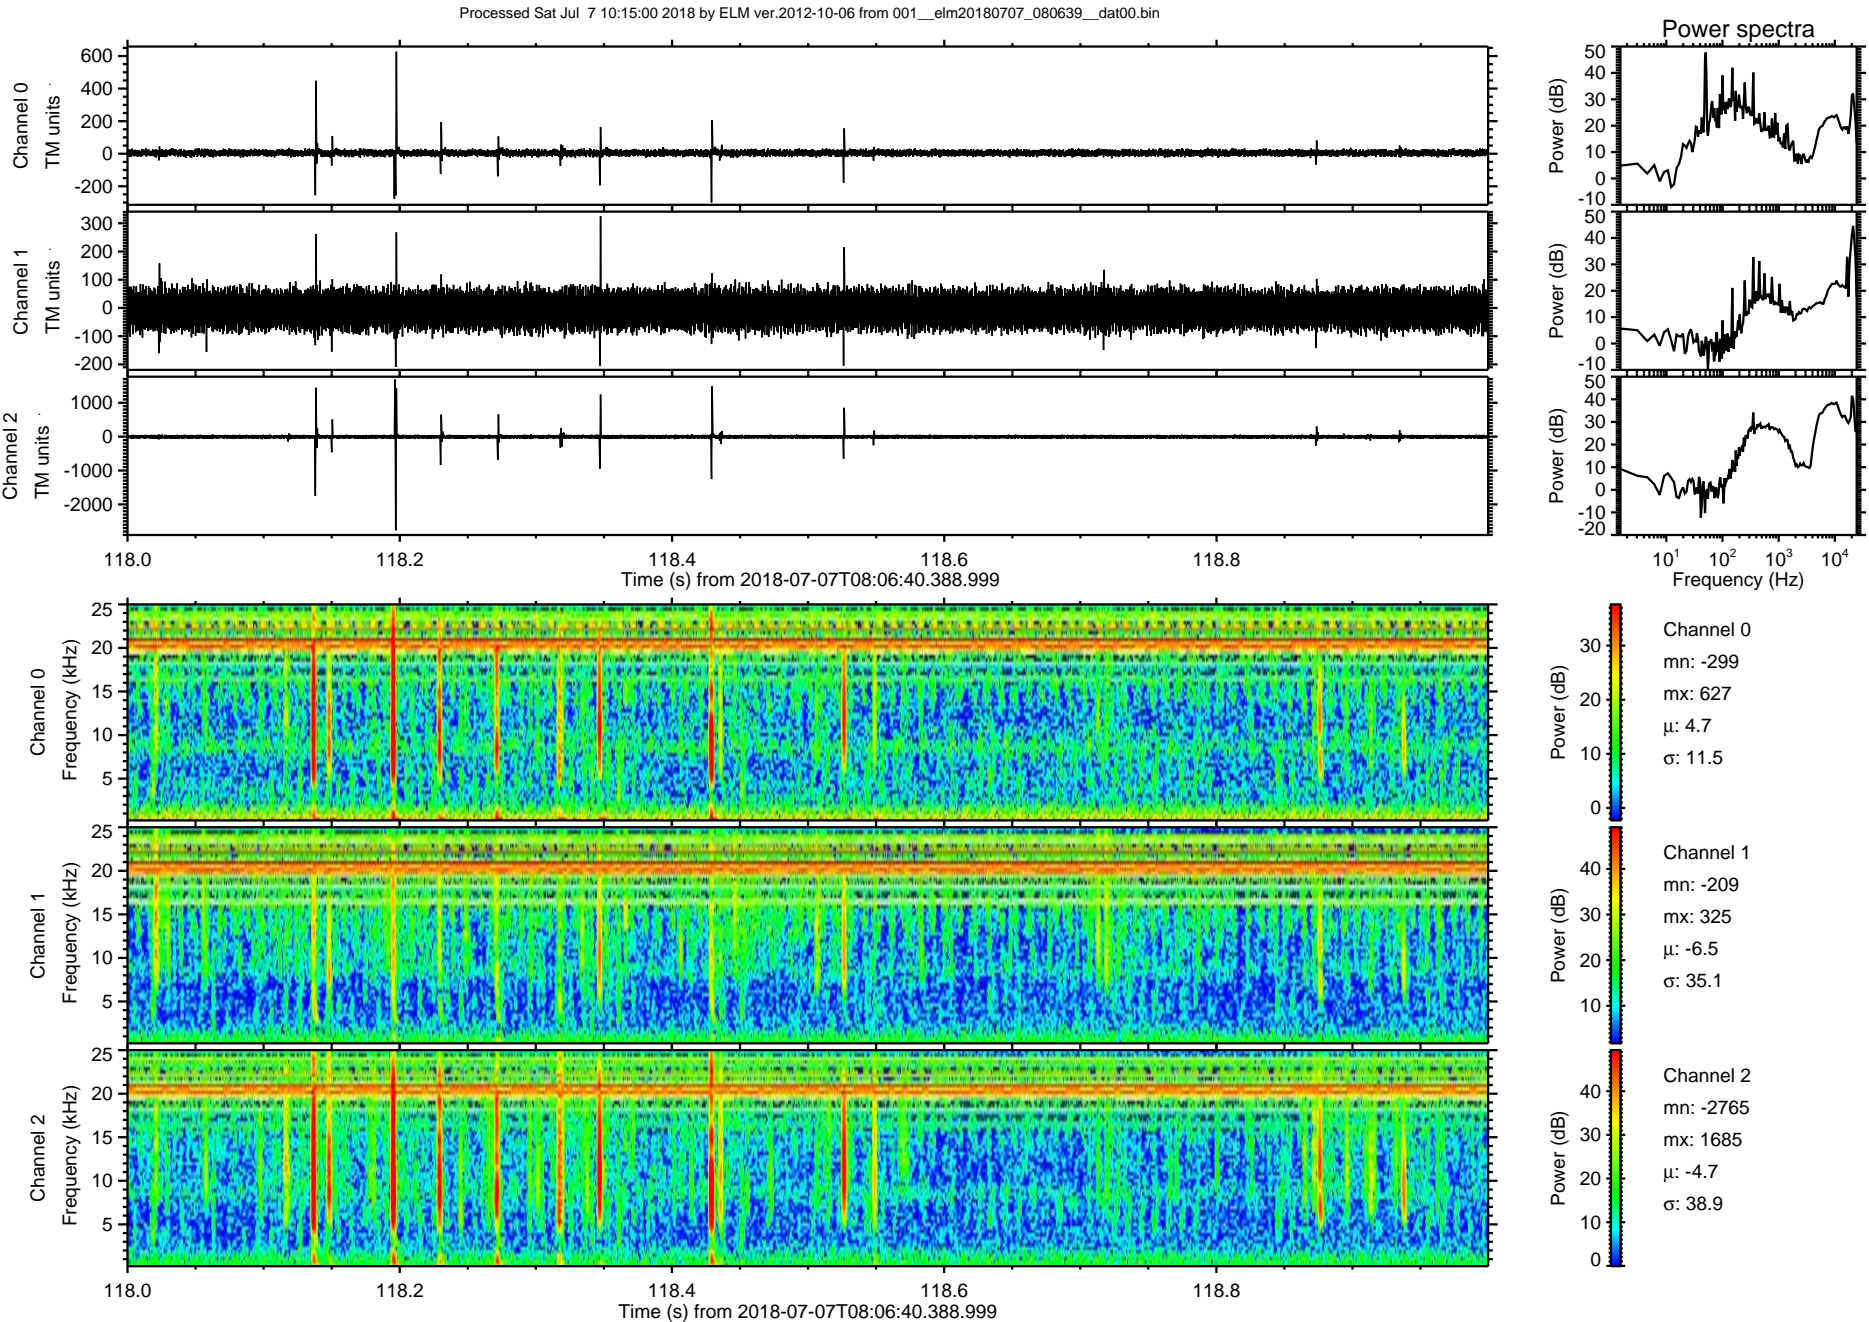 Processed Sat Jul  7 10:15:00 2018 by ELM ver.2012-10-06 from 001__elm20180707_080639__dat00.bin
Power spectra
Channel 0
TM units
600
400
200
0
-200
Power (dB)
50
40
30
20
10
0
-10
Channel 1
TM units
300
200
100
0
-100
-200
Power (dB)
50
40
30
20
10
0
-10
Channel 2
TM units
1000
0
-1000
-2000
Power (dB)
50
40
30
20
10
0
-10
-20
118.0 118.2 118.4 118.6 118.8
Time (s) from 2018-07-07T08:06:40.388.999
10^1 10^2 10^3 10^4
Frequency (Hz)
Channel 0
Frequency (kHz)
25
20
15
10
5
Power (dB)
30
20
10
0
Channel 0
mn: -299
mx: 627
μ: 4.7
σ: 11.5
Channel 1
Frequency (kHz)
25
20
15
10
5
Power (dB)
40
30
20
10
Channel 1
mn: -209
mx: 325
μ: -6.5
σ: 35.1
Channel 2
Frequency (kHz)
25
20
15
10
5
Power (dB)
40
30
20
10
0
Channel 2
mn: -2765
mx: 1685
μ: -4.7
σ: 38.9
118.0 118.2 118.4 118.6 118.8
Time (s) from 2018-07-07T08:06:40.388.999